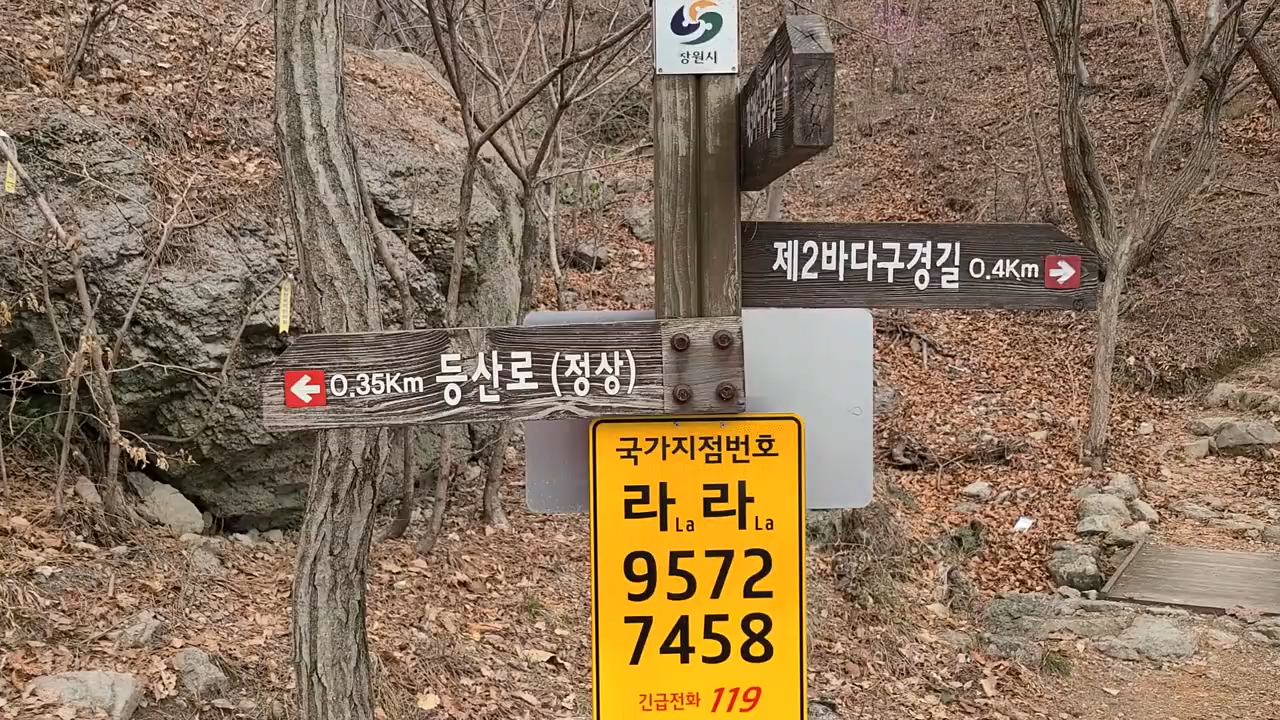 창원시
제2바다구경길 0.4Km
0.35Km 등산로 (정상)
국가지점번호
라La 라La
9572
7458
긴급전화 119